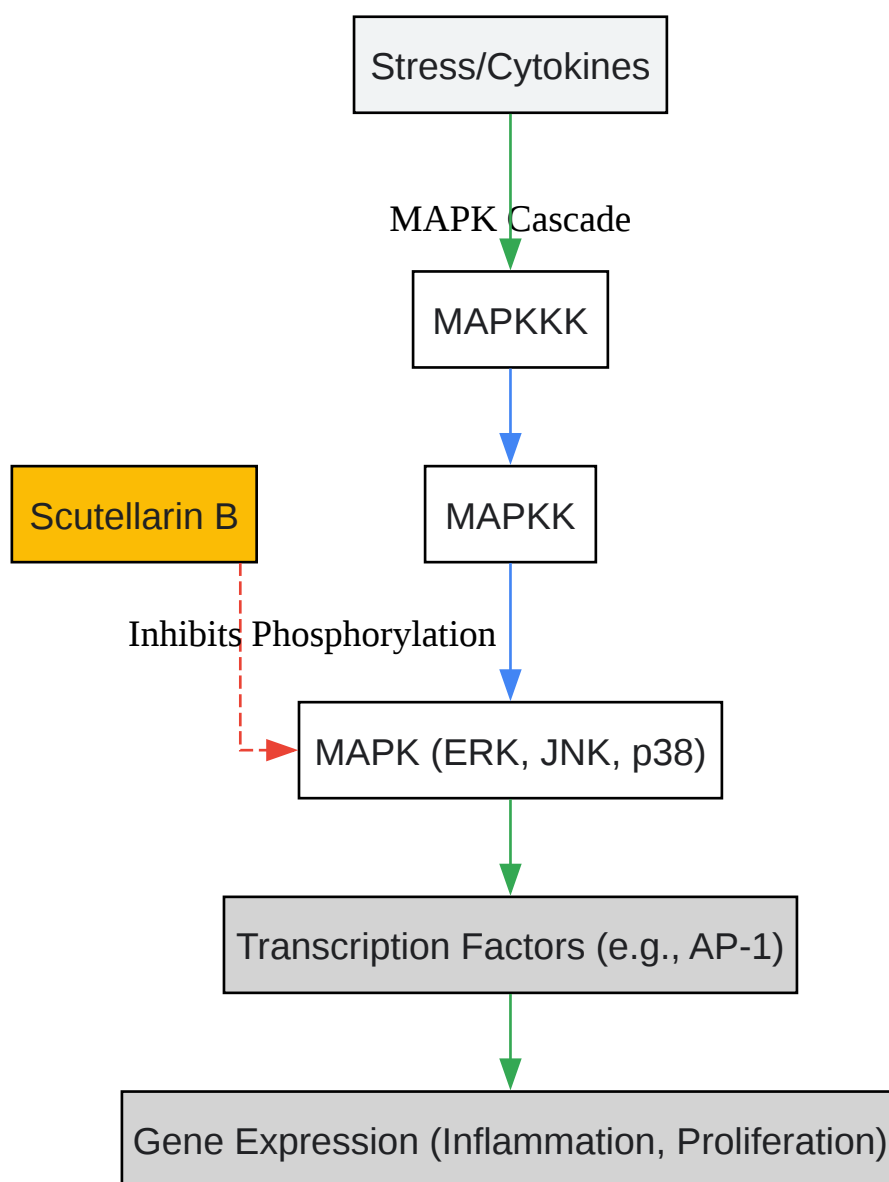 Stress/Cytokines
MAPK Cascade
MAPKKK
Scutellarin B
MAPKK
Inhibits Phosphorylation
MAPK (ERK, JNK, p38)
Transcription Factors (e.g., AP-1)
Gene Expression (Inflammation, Proliferation)